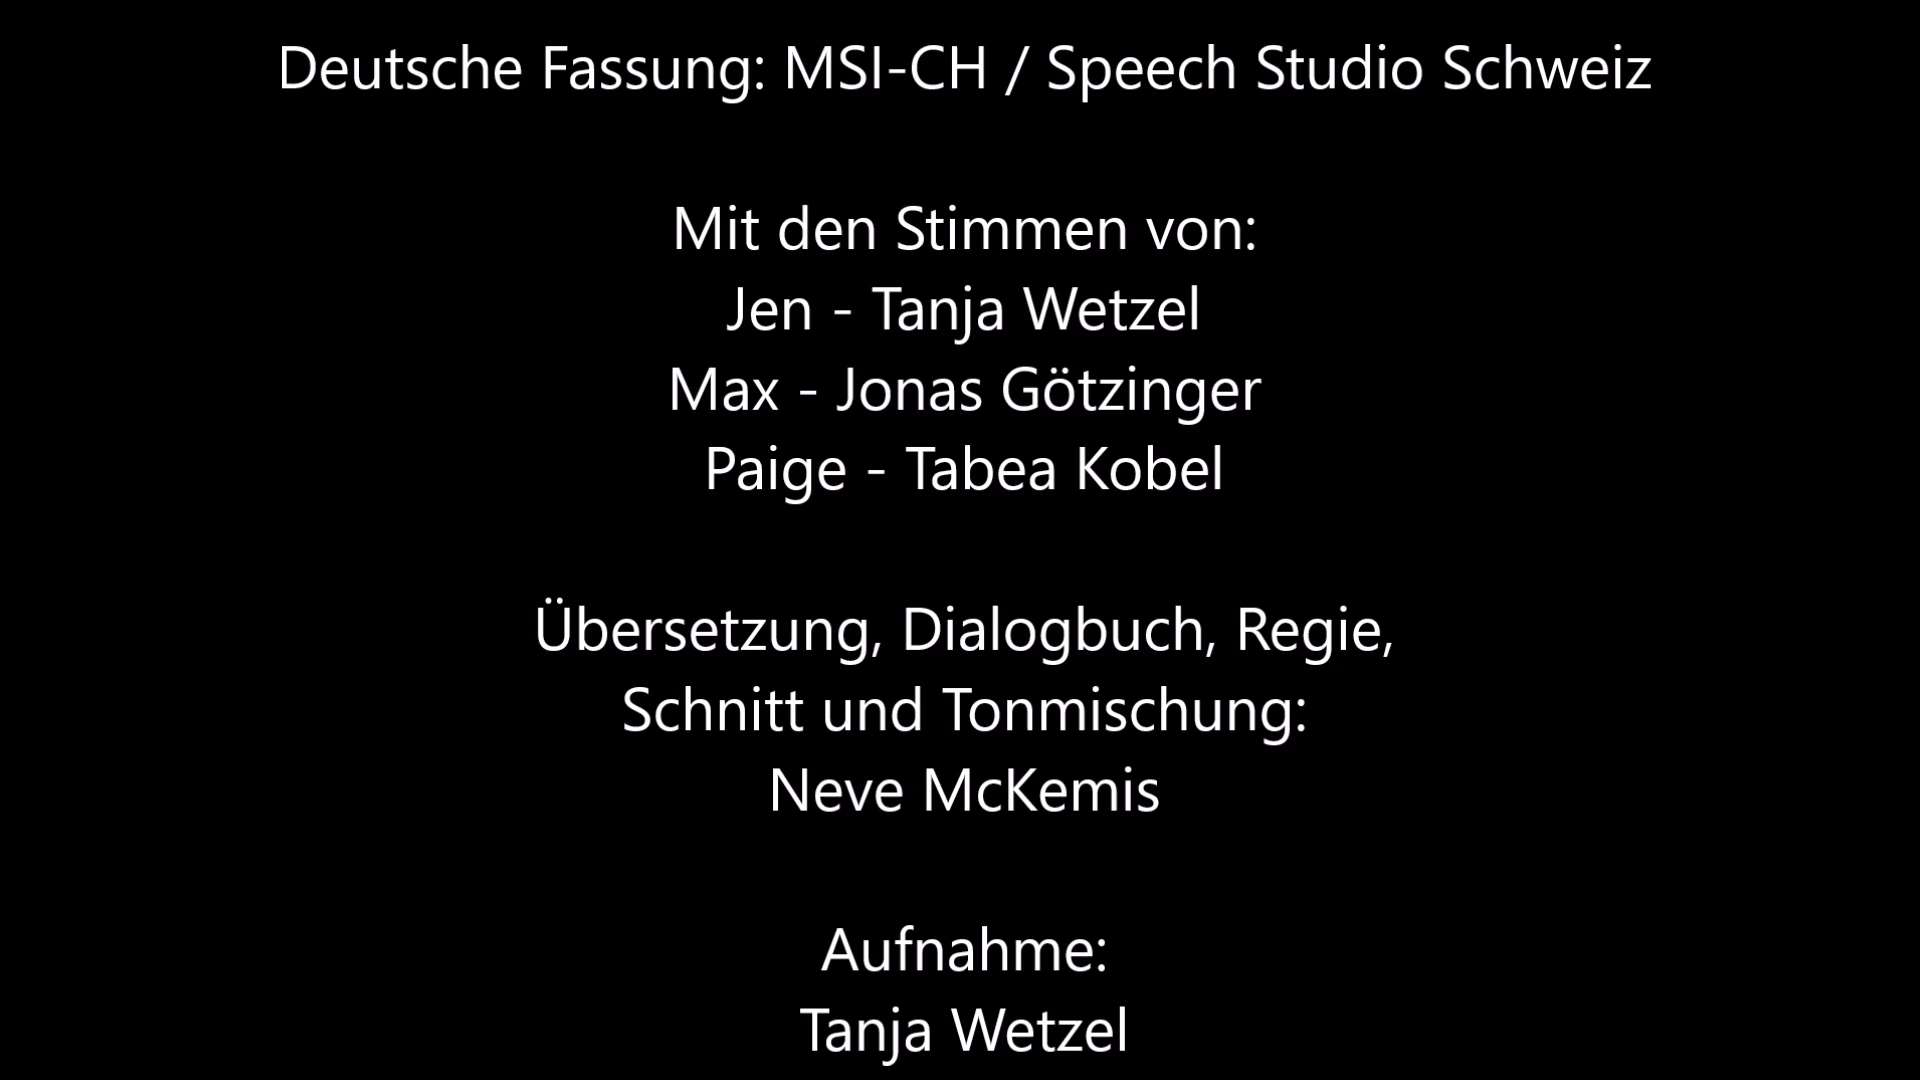 Deutsche Fassung: MSI-CH / Speech Studio Schweiz
Mit den Stimmen von:
Jen - Tanja Wetzel
Max - Jonas Götzinger
Paige - Tabea Kobel
Übersetzung, Dialogbuch, Regie,
Schnitt und Tonmischung:
Neve McKemis
Aufnahme:
Tanja Wetzel